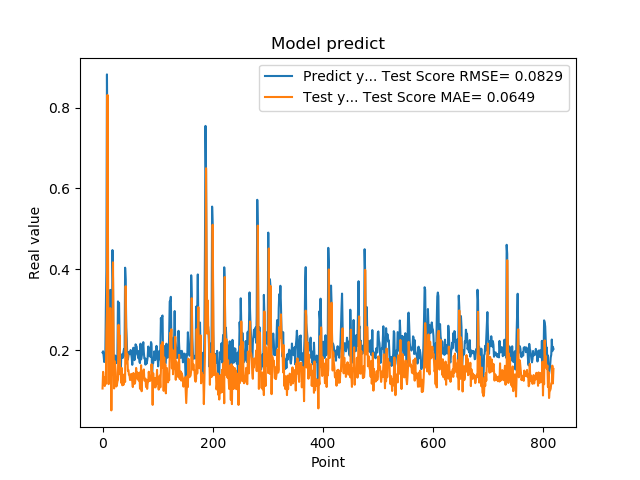 Model predict
Predict y... Test Score RMSE= 0.0829
Test y... Test Score MAE= 0.0649
Real value
0.8
0.6
0.4
0.2
0 200 400 600 800
Point